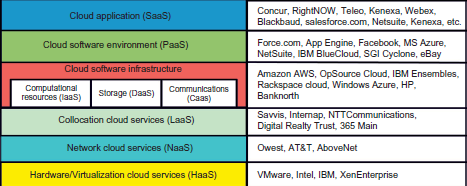 Cloud application (SaaS)
Concur, RightNOW, Teleo, Kenexa, Webex,
Blackbaud, salesforce.com, Netsuite, Kenexa, etc.
Cloud software environment (PaaS)
Force.com, App Engine, Facebook, MS Azure,
NetSuite, IBM BlueCloud, SGI Cyclone, eBay
Cloud software infrastructure
Computational
resources (IaaS)
Storage (DaaS)
Communications
(Caas)
Amazon AWS, OpSource Cloud, IBM Ensembles,
Rackspace cloud, Windows Azure, HP,
Banknorth
Collocation cloud services (LaaS)
Savvis, Internap, NTTCommunications,
Digital Realty Trust, 365 Main
Network cloud services (NaaS)
Owest, AT&T, AboveNet
Hardware/Virtualization cloud services (HaaS)
VMware, Intel, IBM, XenEnterprise